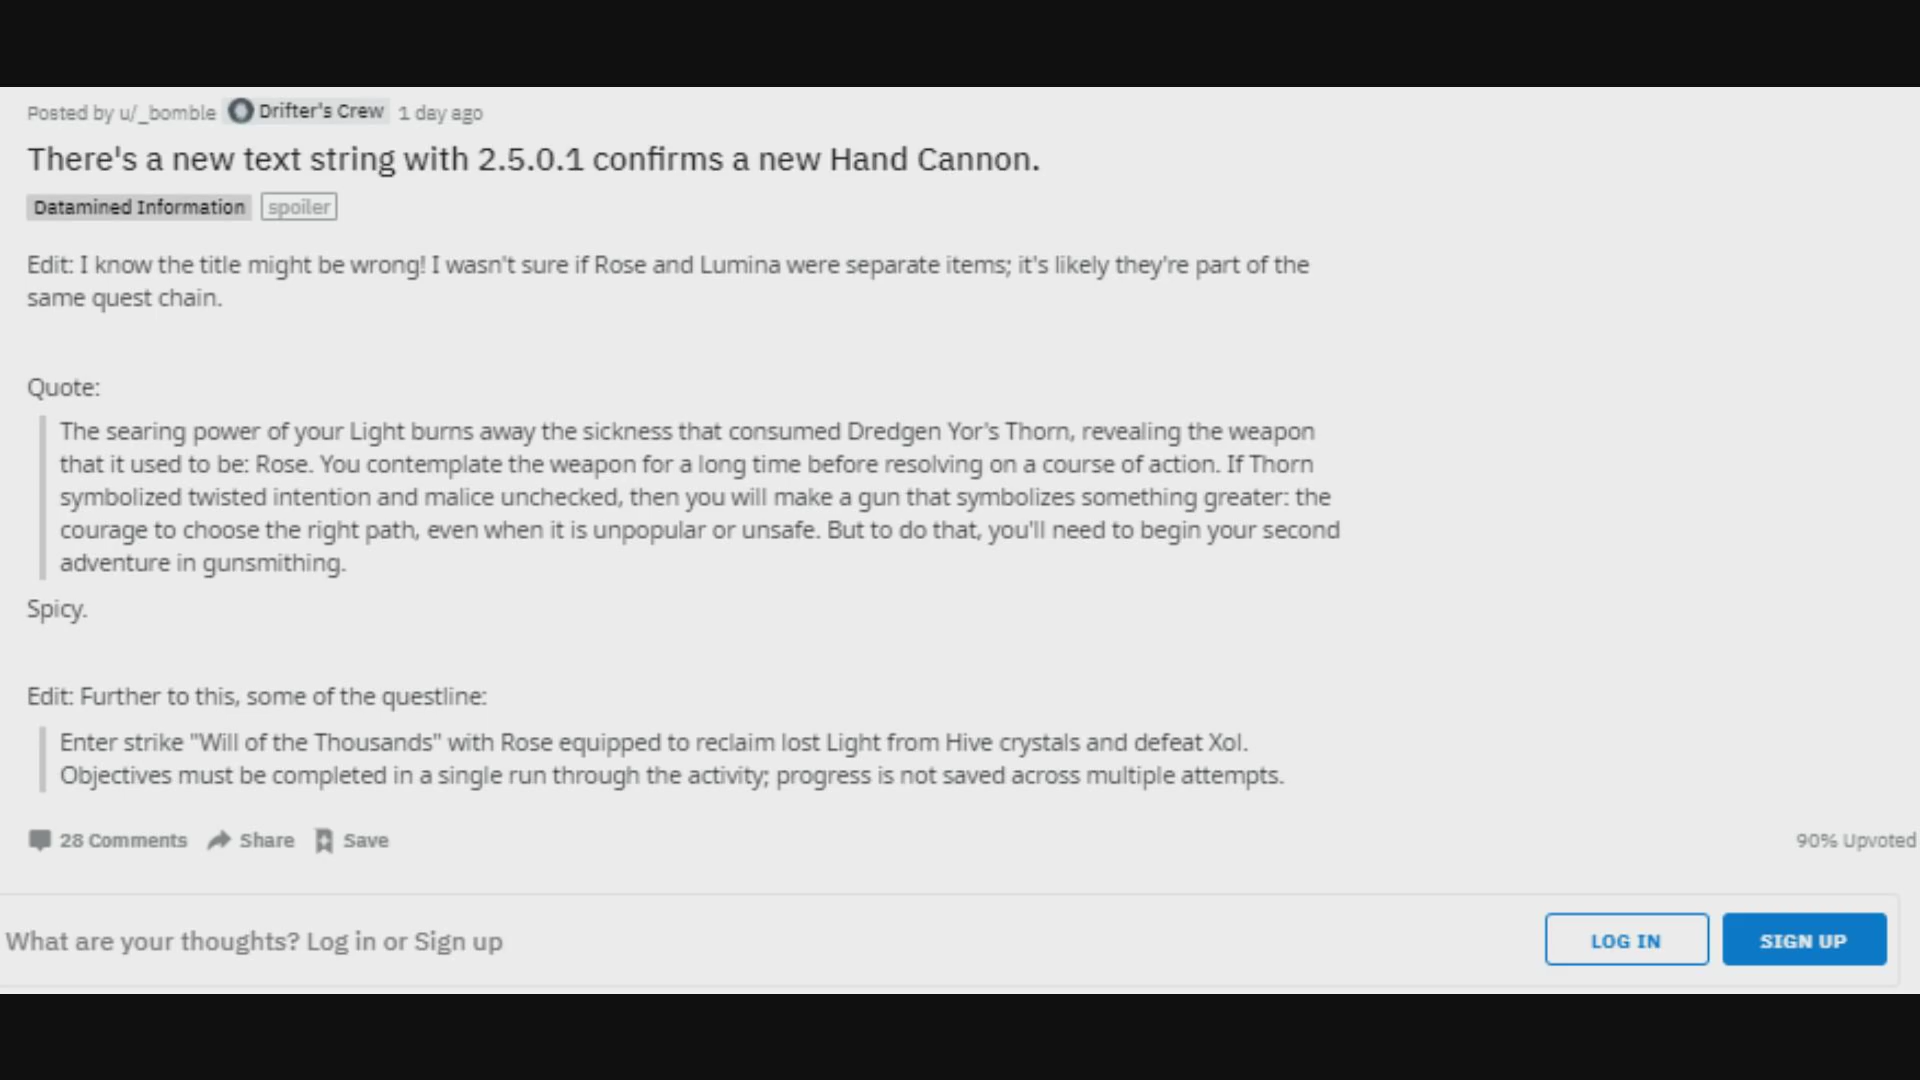 Posted by u/_bomble Drifter's Crew 1 day ago
There's a new text string with 2.5.0.1 confirms a new Hand Cannon.
Datamined Information spoiler
Edit: I know the title might be wrong! I wasn't sure if Rose and Lumina were separate items; it's likely they're part of the
same quest chain.
Quote:
The searing power of your Light burns away the sickness that consumed Dredgen Yor's Thorn, revealing the weapon
that it used to be: Rose. You contemplate the weapon for a long time before resolving on a course of action. If Thorn
symbolized twisted intention and malice unchecked, then you will make a gun that symbolizes something greater: the
courage to choose the right path, even when it is unpopular or unsafe. But to do that, you'll need to begin your second
adventure in gunsmithing.
Spicy.
Edit: Further to this, some of the questline:
Enter strike "Will of the Thousands" with Rose equipped to reclaim lost Light from Hive crystals and defeat Xol.
Objectives must be completed in a single run through the activity; progress is not saved across multiple attempts.
28 Comments Share Save 90% Upvoted
What are your thoughts? Log in or Sign up LOG IN SIGN UP